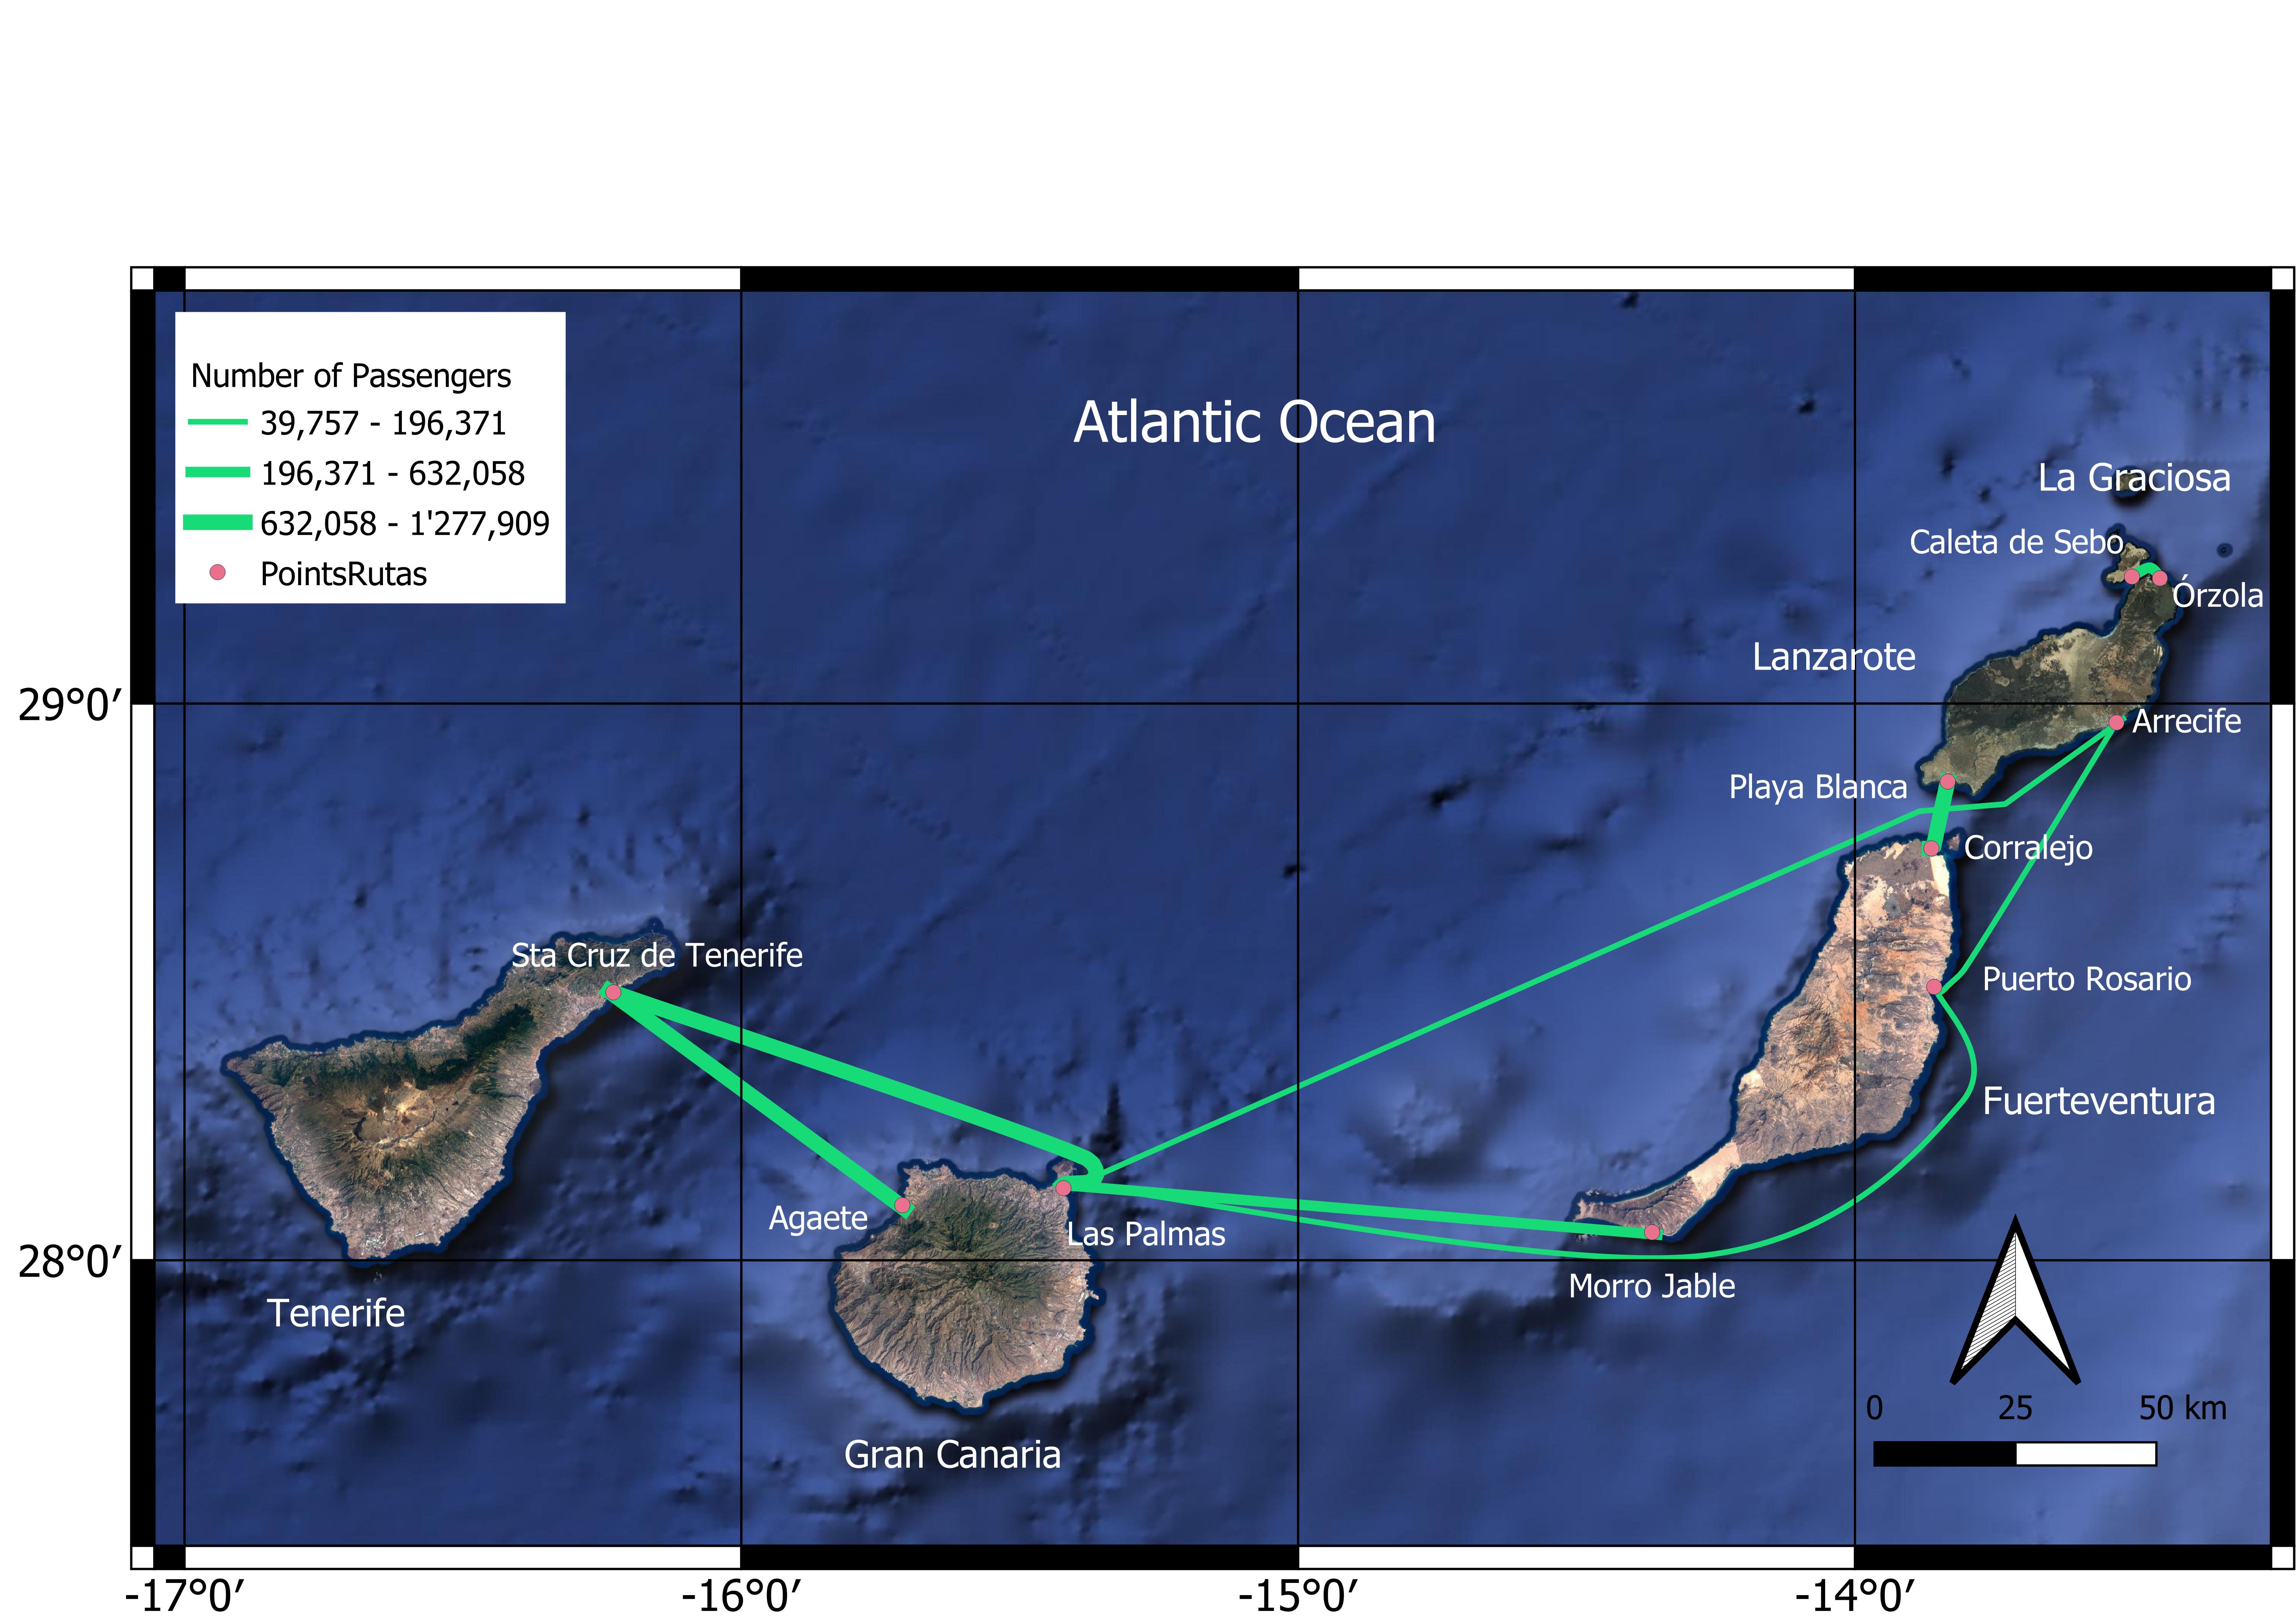 Number of Passengers
39,757 - 196,371
196,371 - 632,058
632,058 - 1'277,909
PointsRutas
Atlantic Ocean
La Graciosa
Caleta de Sebo
Órzola
Lanzarote
29°0′
Arrecife
Playa Blanca
Corralejo
Sta Cruz de Tenerife
Puerto Rosario
Fuerteventura
Agaete
Las Palmas
28°0′
Morro Jable
Tenerife
0 25 50 km
Gran Canaria
-17°0′ -16°0′ -15°0′ -14°0′